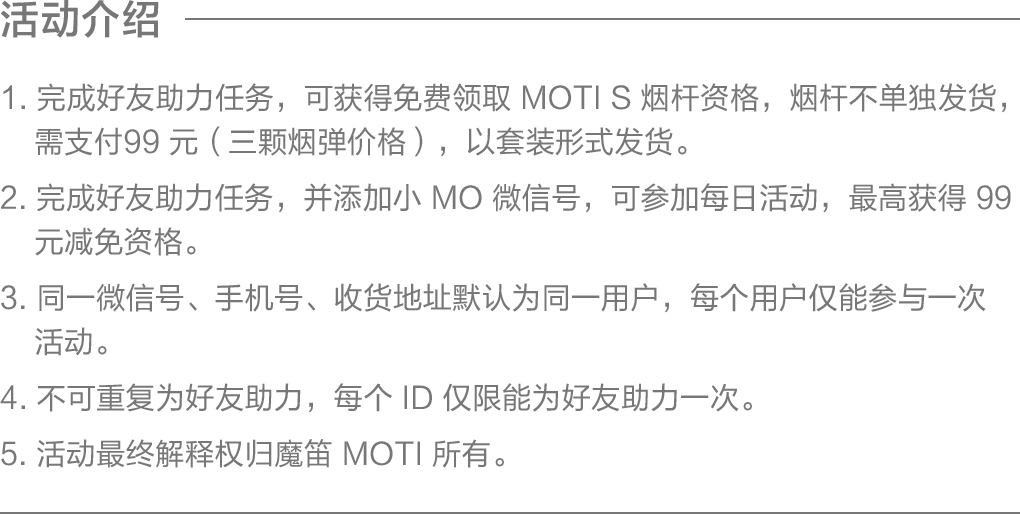 活动介绍
1. 完成好友助力任务，可获得免费领取 MOTI S 烟杆资格，烟杆不单独发货，
需支付99 元（三颗烟弹价格），以套装形式发货。
2. 完成好友助力任务，并添加小 MO 微信号，可参加每日活动，最高获得 99
元减免资格。
3. 同一微信号、手机号、收货地址默认为同一用户，每个用户仅能参与一次
活动。
4. 不可重复为好友助力，每个 ID 仅限能为好友助力一次。
5. 活动最终解释权归魔笛 MOTI 所有。